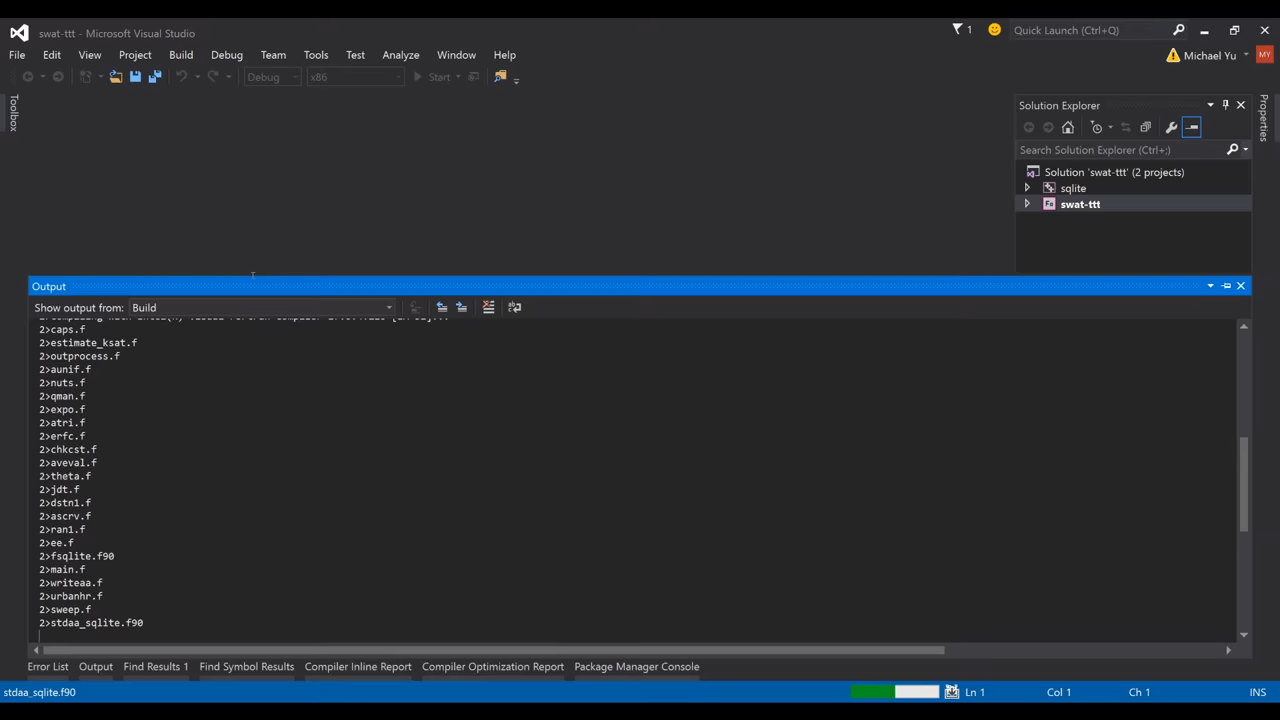 swat-ttt - Microsoft Visual Studio
1
Quick Launch (Ctrl+Q)
File Edit View Project Build Debug Team Tools Test Analyze Window Help
Michael Yu MY
Debug x86 Start
Toolbox
Solution Explorer
Properties
Search Solution Explorer (Ctrl+;)
Solution 'swat-ttt' (2 projects)
sqlite
Fo swat-ttt
Output
Show output from: Build
2>caps.f
2>estimate_ksat.f
2>outprocess.f
2>aunif.f
2>nuts.f
2>qman.f
2>expo.f
2>atri.f
2>erfc.f
2>chkcst.f
2>aveval.f
2>theta.f
2>jdt.f
2>dstn1.f
2>ascrv.f
2>ran1.f
2>ee.f
2>fsqlite.f90
2>main.f
2>writeaa.f
2>urbanhr.f
2>sweep.f
2>stdaa_sqlite.f90
Error List Output Find Results 1 Find Symbol Results Compiler Inline Report Compiler Optimization Report Package Manager Console
stdaa_sqlite.f90 Ln 1 Col 1 Ch 1 INS